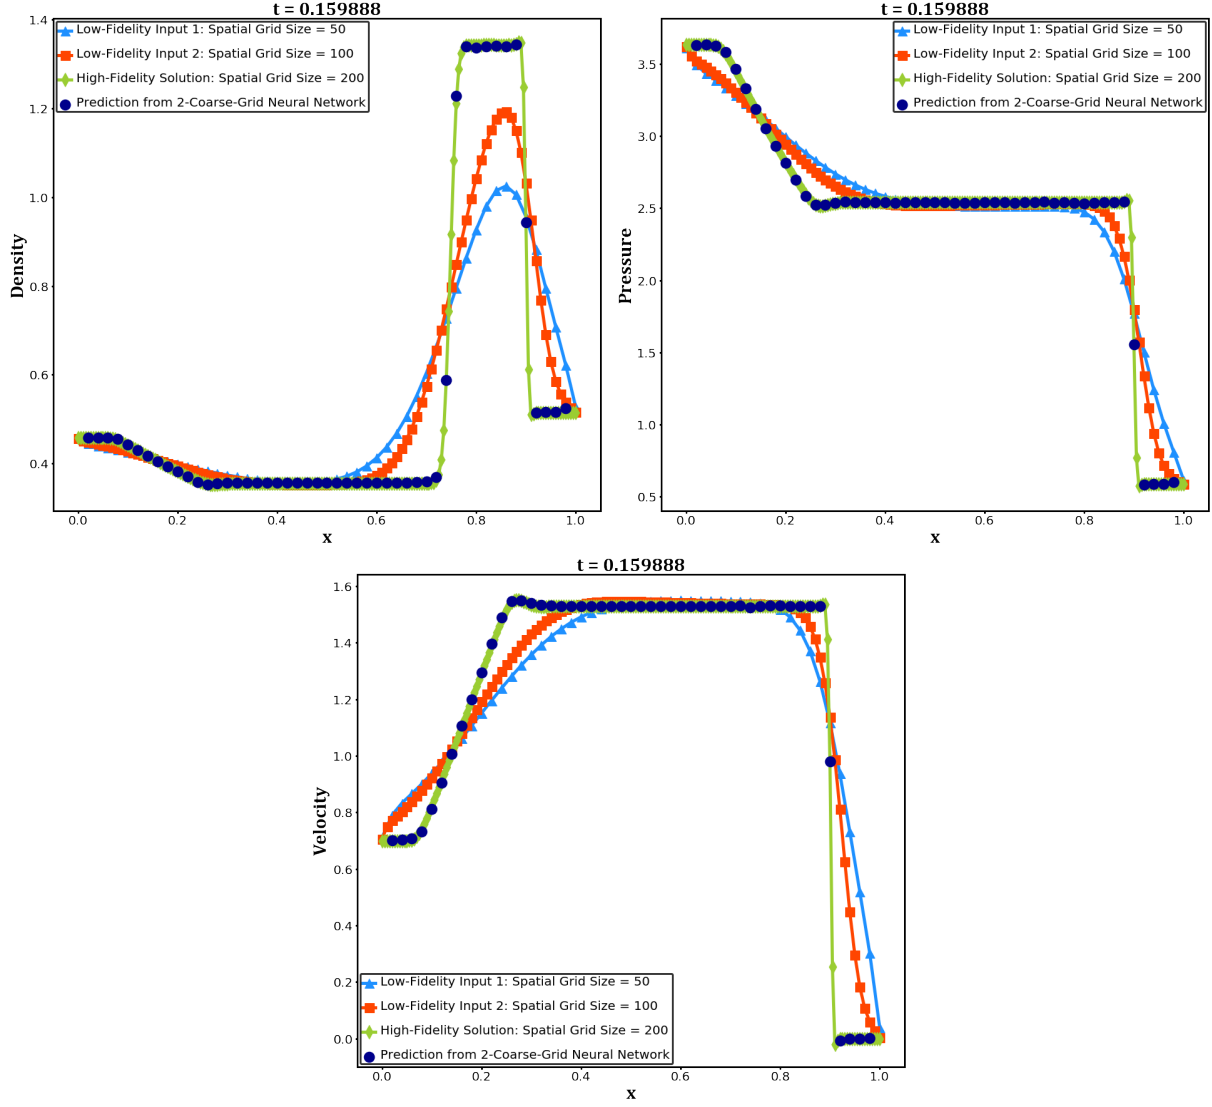 t = 0.159888
Low-Fidelity Input 1: Spatial Grid Size = 50
Low-Fidelity Input 2: Spatial Grid Size = 100
High-Fidelity Solution: Spatial Grid Size = 200
Prediction from 2-Coarse-Grid Neural Network
1.4
1.2
1.0
0.8
0.6
0.4
Density
0.0 0.2 0.4 0.6 0.8 1.0
x
t = 0.159888
Low-Fidelity Input 1: Spatial Grid Size = 50
Low-Fidelity Input 2: Spatial Grid Size = 100
High-Fidelity Solution: Spatial Grid Size = 200
Prediction from 2-Coarse-Grid Neural Network
3.5
3.0
2.5
2.0
1.5
1.0
0.5
Pressure
0.0 0.2 0.4 0.6 0.8 1.0
x
t = 0.159888
1.6
1.4
1.2
1.0
0.8
0.6
0.4
0.2
0.0
Velocity
Low-Fidelity Input 1: Spatial Grid Size = 50
Low-Fidelity Input 2: Spatial Grid Size = 100
High-Fidelity Solution: Spatial Grid Size = 200
Prediction from 2-Coarse-Grid Neural Network
0.0 0.2 0.4 0.6 0.8 1.0
x